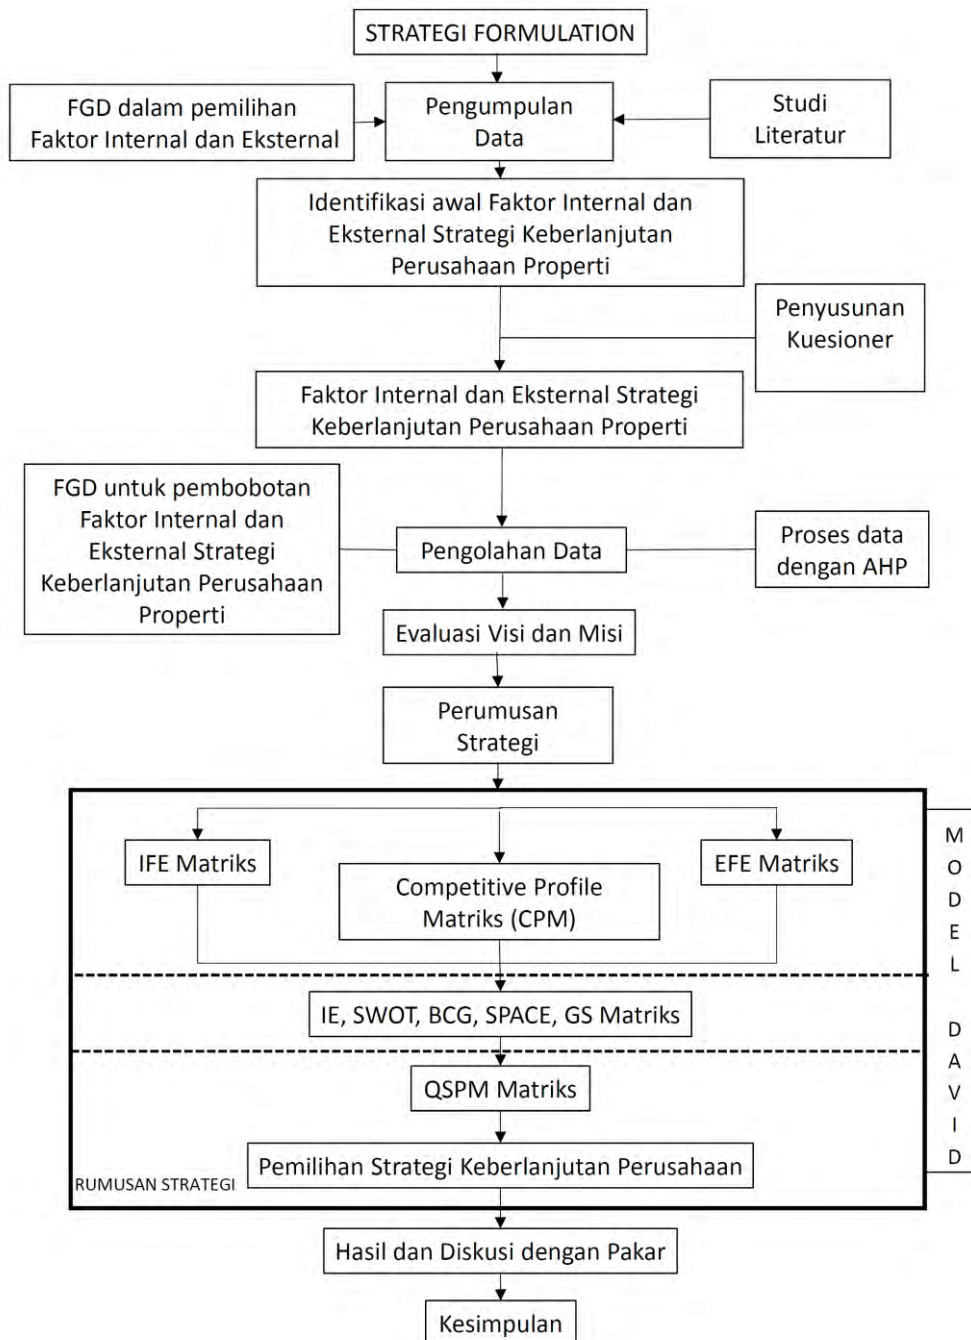 STRATEGI FORMULATION
FGD dalam pemilihan
Faktor Internal dan Eksternal
Pengumpulan
Data
Studi
Literatur
Identifikasi awal Faktor Internal dan
Eksternal Strategi Keberlanjutan
Perusahaan Properti
Penyusunan
Kuesioner
Faktor Internal dan Eksternal Strategi
Keberlanjutan Perusahaan Properti
FGD untuk pembobotan
Faktor Internal dan
Eksternal Strategi
Keberlanjutan Perusahaan
Properti
Pengolahan Data
Proses data
dengan AHP
Evaluasi Visi dan Misi
Perumusan
Strategi
IFE Matriks
Competitive Profile
Matriks (CPM)
EFE Matriks
IE, SWOT, BCG, SPACE, GS Matriks
QSPM Matriks
Pemilihan Strategi Keberlanjutan Perusahaan
RUMUSAN STRATEGI
MODEL DAVID
Hasil dan Diskusi dengan Pakar
Kesimpulan